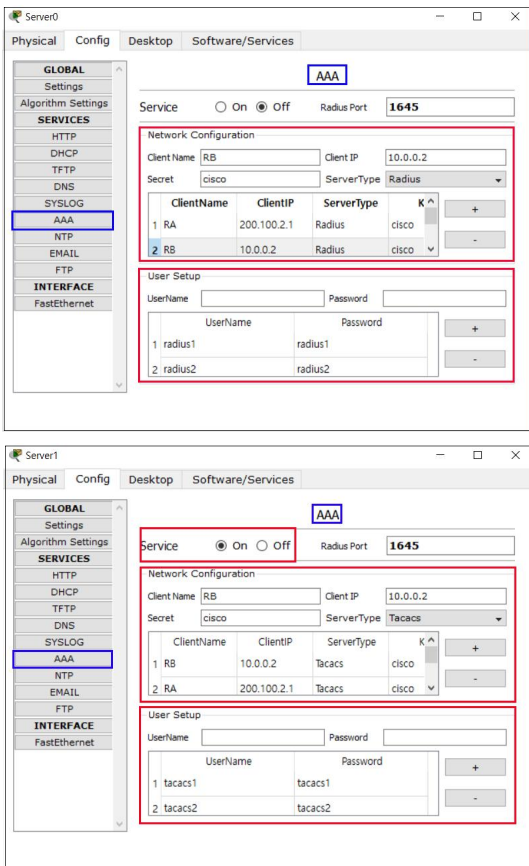 Server0
Physical Config Desktop Software/Services
GLOBAL
Settings
Algorithm Settings
SERVICES
HTTP
DHCP
TFTP
DNS
SYSLOG
AAA
NTP
EMAIL
FTP
INTERFACE
FastEthernet
AAA
Service On Off Radius Port 1645
Network Configuration
Client Name RB Client IP 10.0.0.2
Secret cisco ServerType Radius
ClientName ClientIP ServerType K
1 RA 200.100.2.1 Radius cisco
2 RB 10.0.0.2 Radius cisco
+
-
User Setup
UserName Password
UserName Password
1 radius1 radius1
2 radius2 radius2
+
-
Server1
Physical Config Desktop Software/Services
GLOBAL
Settings
Algorithm Settings
SERVICES
HTTP
DHCP
TFTP
DNS
SYSLOG
AAA
NTP
EMAIL
FTP
INTERFACE
FastEthernet
AAA
Service On Off Radius Port 1645
Network Configuration
Client Name RB Client IP 10.0.0.2
Secret cisco ServerType Tacacs
ClientName ClientIP ServerType K
1 RB 10.0.0.2 Tacacs cisco
2 RA 200.100.2.1 Tacacs cisco
+
-
User Setup
UserName Password
UserName Password
1 tacacs1 tacacs1
2 tacacs2 tacacs2
+
-